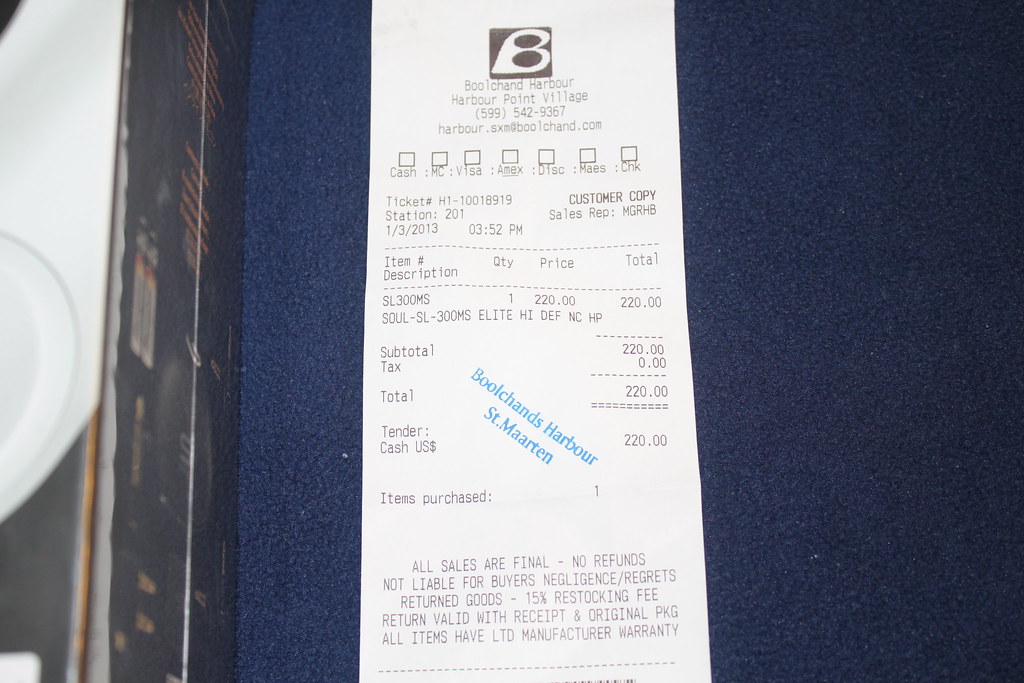 B
Boolchand Harbour
Harbour Point Village
(599) 542-9367
harbour.sxm@boolchand.com
Cash :MC :Visa :Amex :Disc :Maes :Chk
Ticket# H1-10018919 CUSTOMER COPY
Station: 201 Sales Rep: MGRHB
1/3/2013 03:52 PM
Item # Qty Price Total
Description
SL300MS 1 220.00 220.00
SOUL-SL-300MS ELITE HI DEF NC HP
Subtotal 220.00
Tax 0.00
Total 220.00
Boolchands Harbour
St.Maarten
Tender:
Cash US$ 220.00
Items purchased: 1
ALL SALES ARE FINAL - NO REFUNDS
NOT LIABLE FOR BUYERS NEGLIGENCE/REGRETS
RETURNED GOODS - 15% RESTOCKING FEE
RETURN VALID WITH RECEIPT & ORIGINAL PKG
ALL ITEMS HAVE LTD MANUFACTURER WARRANTY